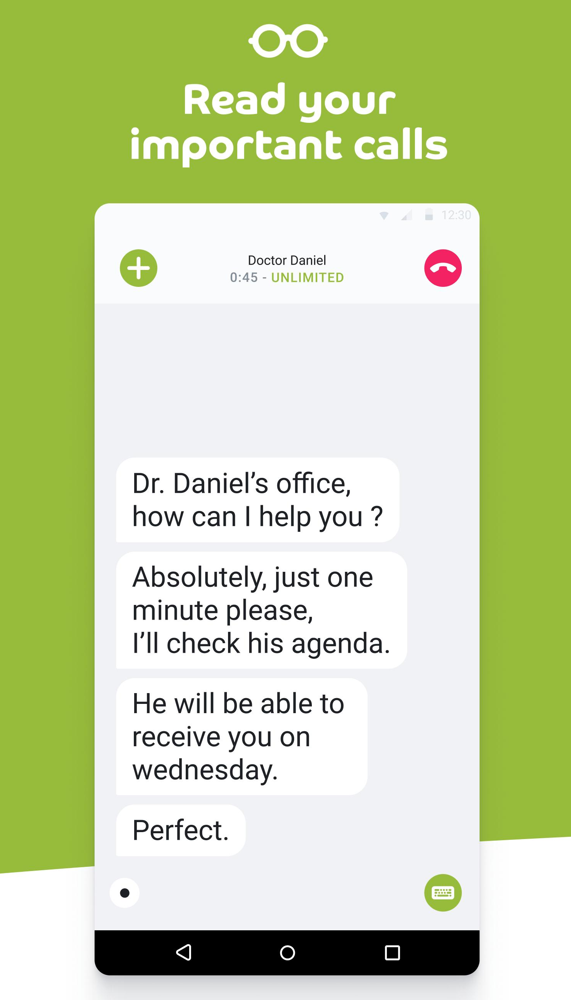 Read your
important calls
12:30
Doctor Daniel
0:45 - UNLIMITED
Dr. Daniel’s office,
how can I help you ?
Absolutely, just one
minute please,
I’ll check his agenda.
He will be able to
receive you on
wednesday.
Perfect.